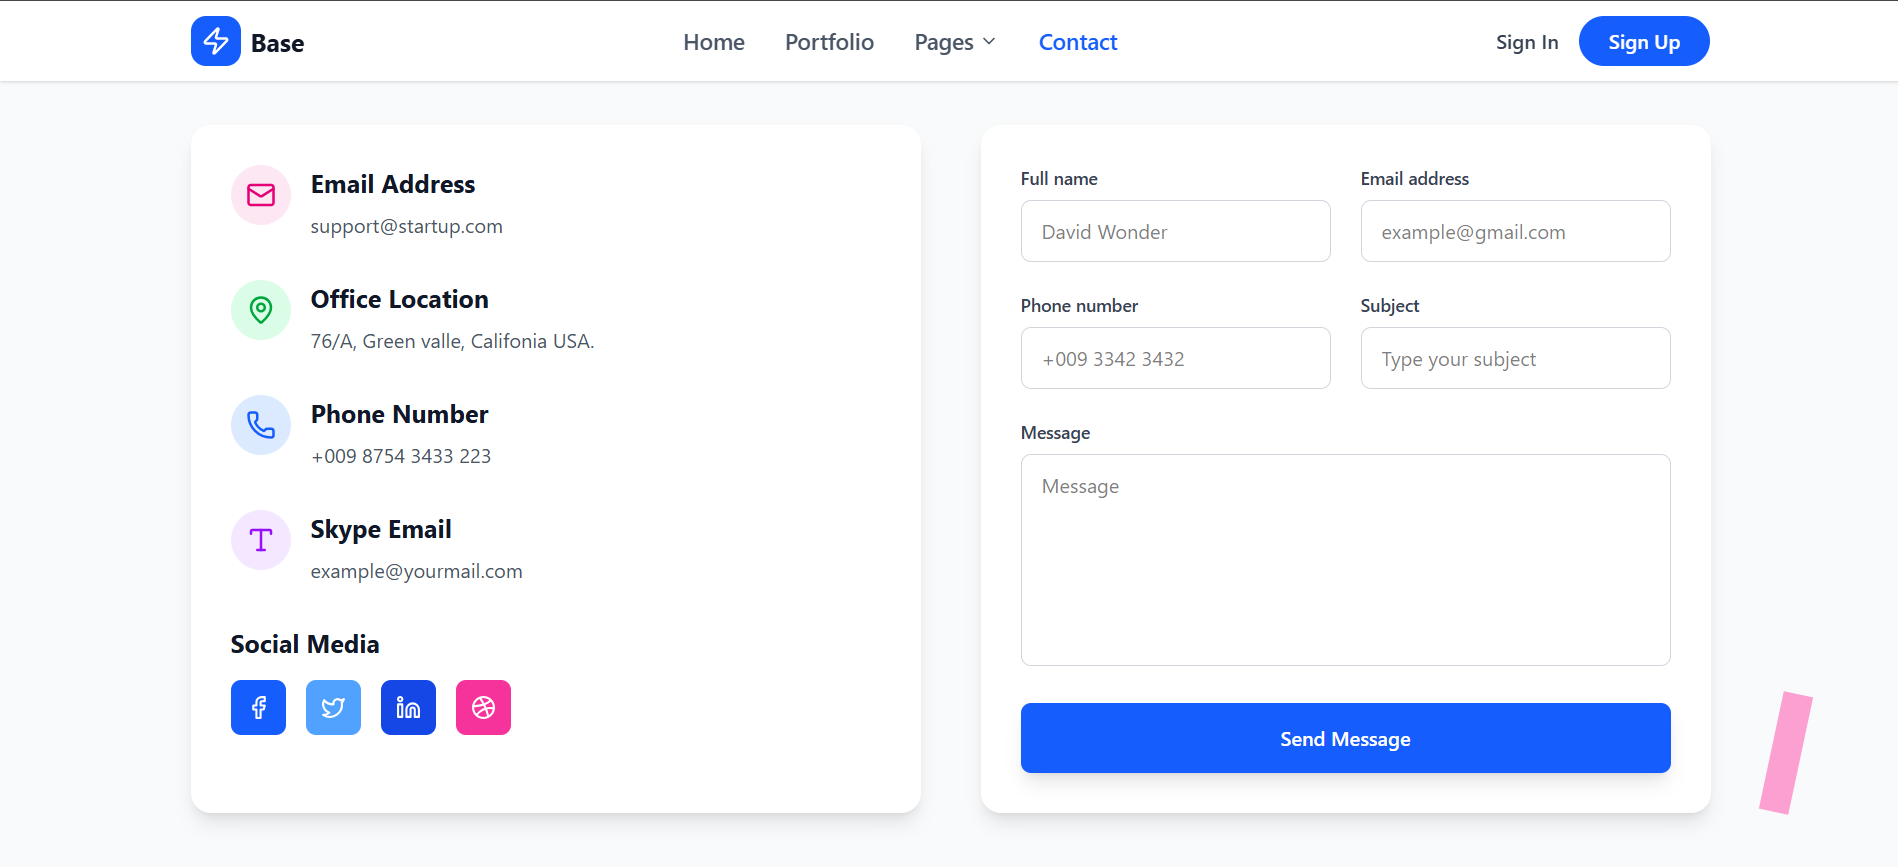 Base
Home Portfolio Pages Contact
Sign In Sign Up
Email Address
support@startup.com
Office Location
76/A, Green valle, Califonia USA.
Phone Number
+009 8754 3433 223
Skype Email
example@yourmail.com
Social Media
Full name
David Wonder
Email address
example@gmail.com
Phone number
+009 3342 3432
Subject
Type your subject
Message
Message
Send Message